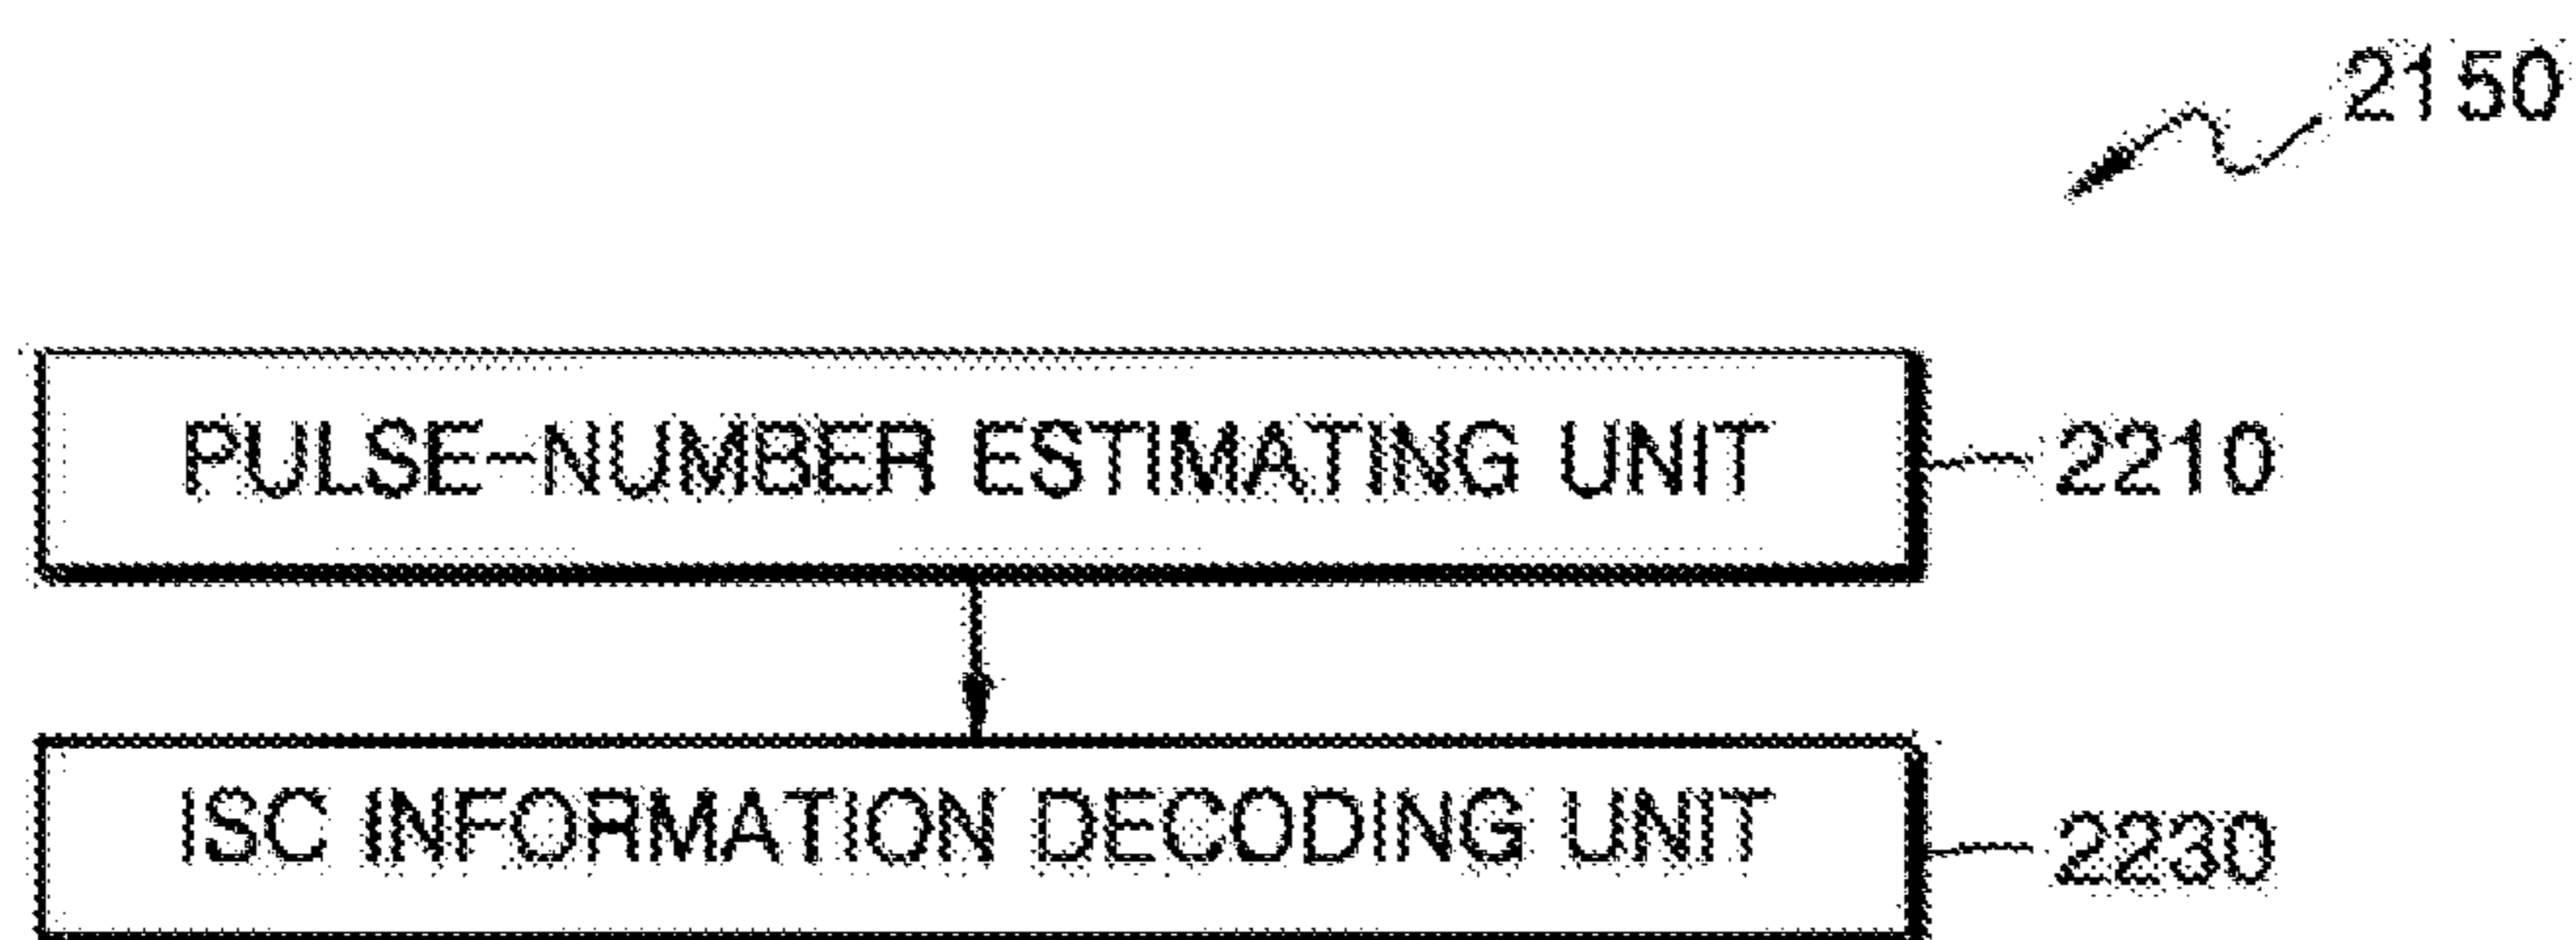 2150
PULSE-NUMBER ESTIMATING UNIT
2210
ISC INFORMATION DECODING UNIT
2230